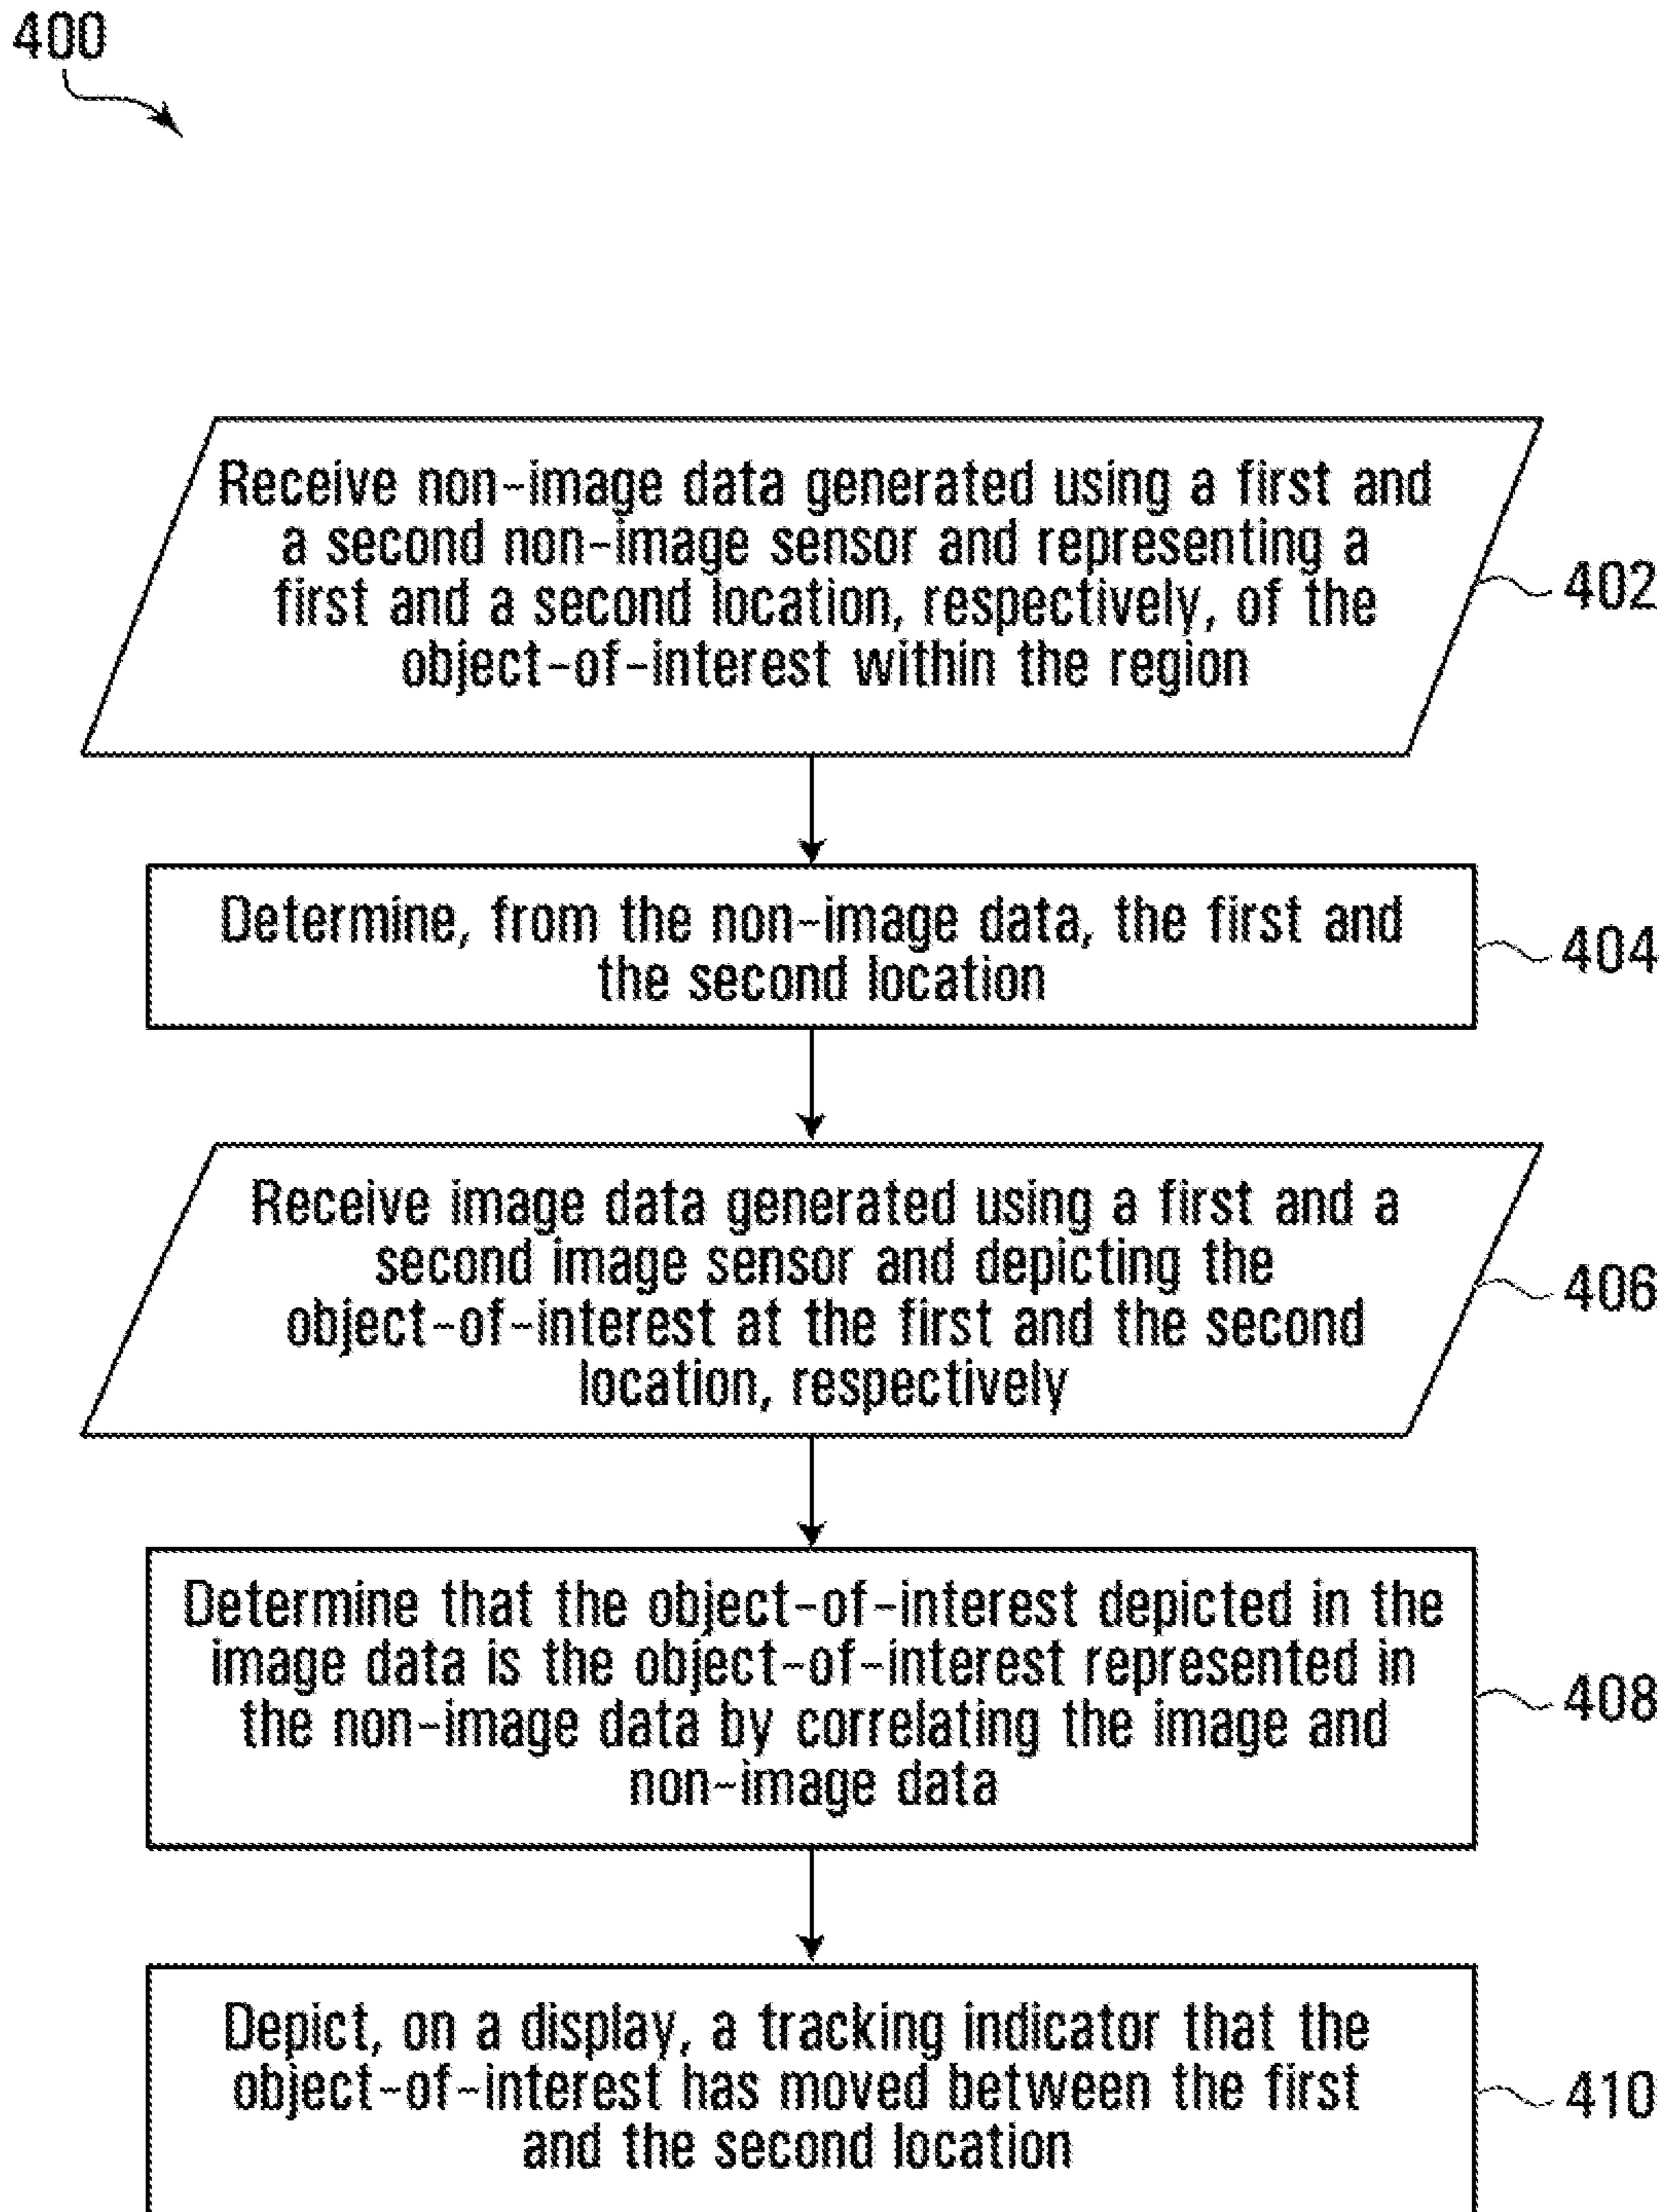 400
Receive non-image data generated using a first and
a second non-image sensor and representing a
first and a second location, respectively, of the
object-of-interest within the region
402
Determine, from the non-image data, the first and
the second location
404
Receive image data generated using a first and a
second image sensor and depicting the
object-of-interest at the first and the second
location, respectively
406
Determine that the object-of-interest depicted in the
image data is the object-of-interest represented in
the non-image data by correlating the image and
non-image data
408
Depict, on a display, a tracking indicator that the
object-of-interest has moved between the first
and the second location
410